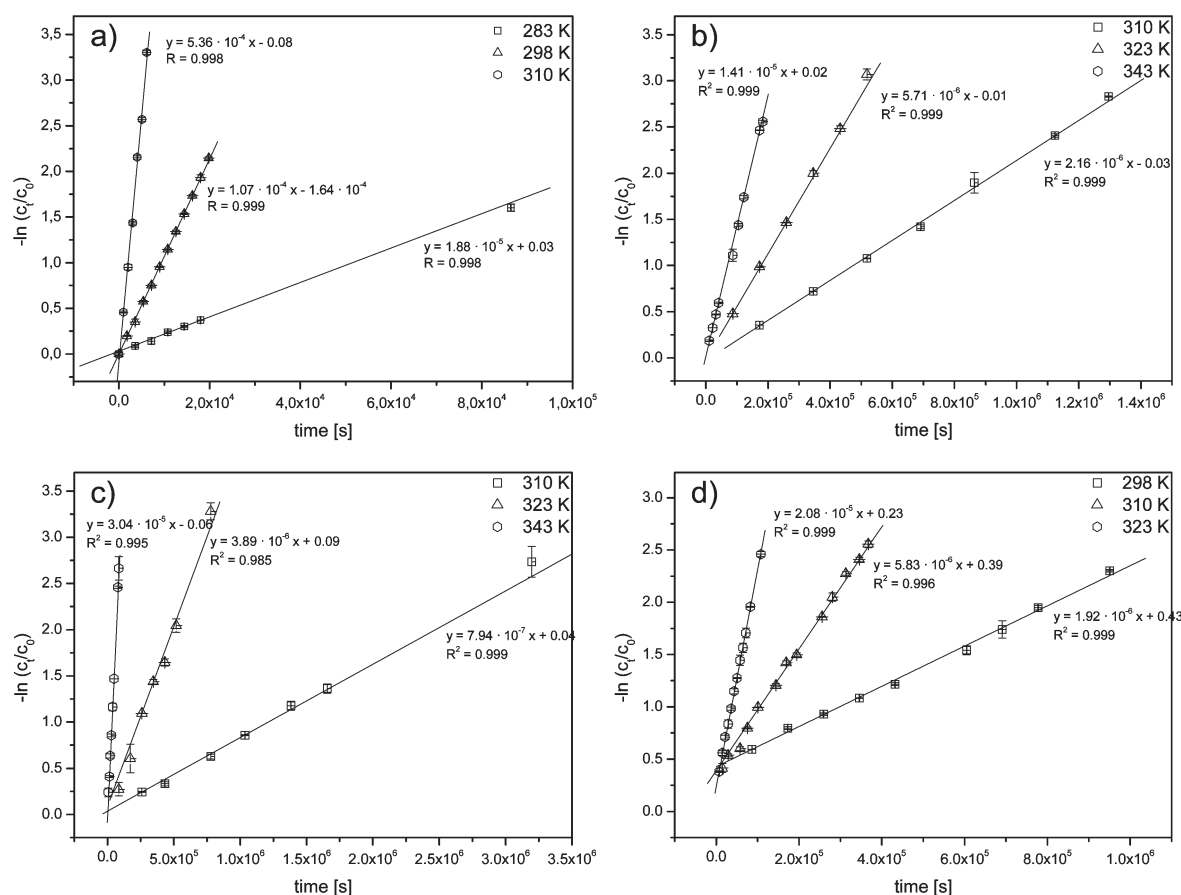 a)
283 K
298 K
310 K
y = 5.36 · 10⁻⁴ x - 0.08
R = 0.998
y = 1.07 · 10⁻⁴ x - 1.64 · 10⁻⁴
R = 0.999
y = 1.88 · 10⁻⁵ x + 0.03
R = 0.998
3,5
3,0
2,5
2,0
1,5
1,0
0,5
0,0
-ln (cₜ/c₀)
0,0 2,0x10⁴ 4,0x10⁴ 6,0x10⁴ 8,0x10⁴ 1,0x10⁵
time [s]
b)
310 K
323 K
343 K
y = 1.41 · 10⁻⁵ x + 0.02
R² = 0.999
y = 5.71 · 10⁻⁶ x - 0.01
R² = 0.999
y = 2.16 · 10⁻⁶ x - 0.03
R² = 0.999
3.5
3.0
2.5
2.0
1.5
1.0
0.5
0.0
-ln (cₜ/c₀)
0.0 2.0x10⁵ 4.0x10⁵ 6.0x10⁵ 8.0x10⁵ 1.0x10⁶ 1.2x10⁶ 1.4x10⁶
time [s]
c)
310 K
323 K
343 K
y = 3.04 · 10⁻⁵ x - 0.06
R² = 0.995
y = 3.89 · 10⁻⁶ x + 0.09
R² = 0.985
y = 7.94 · 10⁻⁷ x + 0.04
R² = 0.999
3.5
3.0
2.5
2.0
1.5
1.0
0.5
0.0
-ln (cₜ/c₀)
0.0 5.0x10⁵ 1.0x10⁶ 1.5x10⁶ 2.0x10⁶ 2.5x10⁶ 3.0x10⁶ 3.5x10⁶
time [s]
d)
298 K
310 K
323 K
y = 2.08 · 10⁻⁵ x + 0.23
R² = 0.999
y = 5.83 · 10⁻⁶ x + 0.39
R² = 0.996
y = 1.92 · 10⁻⁶ x + 0.43
R² = 0.999
3.0
2.5
2.0
1.5
1.0
0.5
0.0
-ln (cₜ/c₀)
0.0 2.0x10⁵ 4.0x10⁵ 6.0x10⁵ 8.0x10⁵ 1.0x10⁶
time [s]